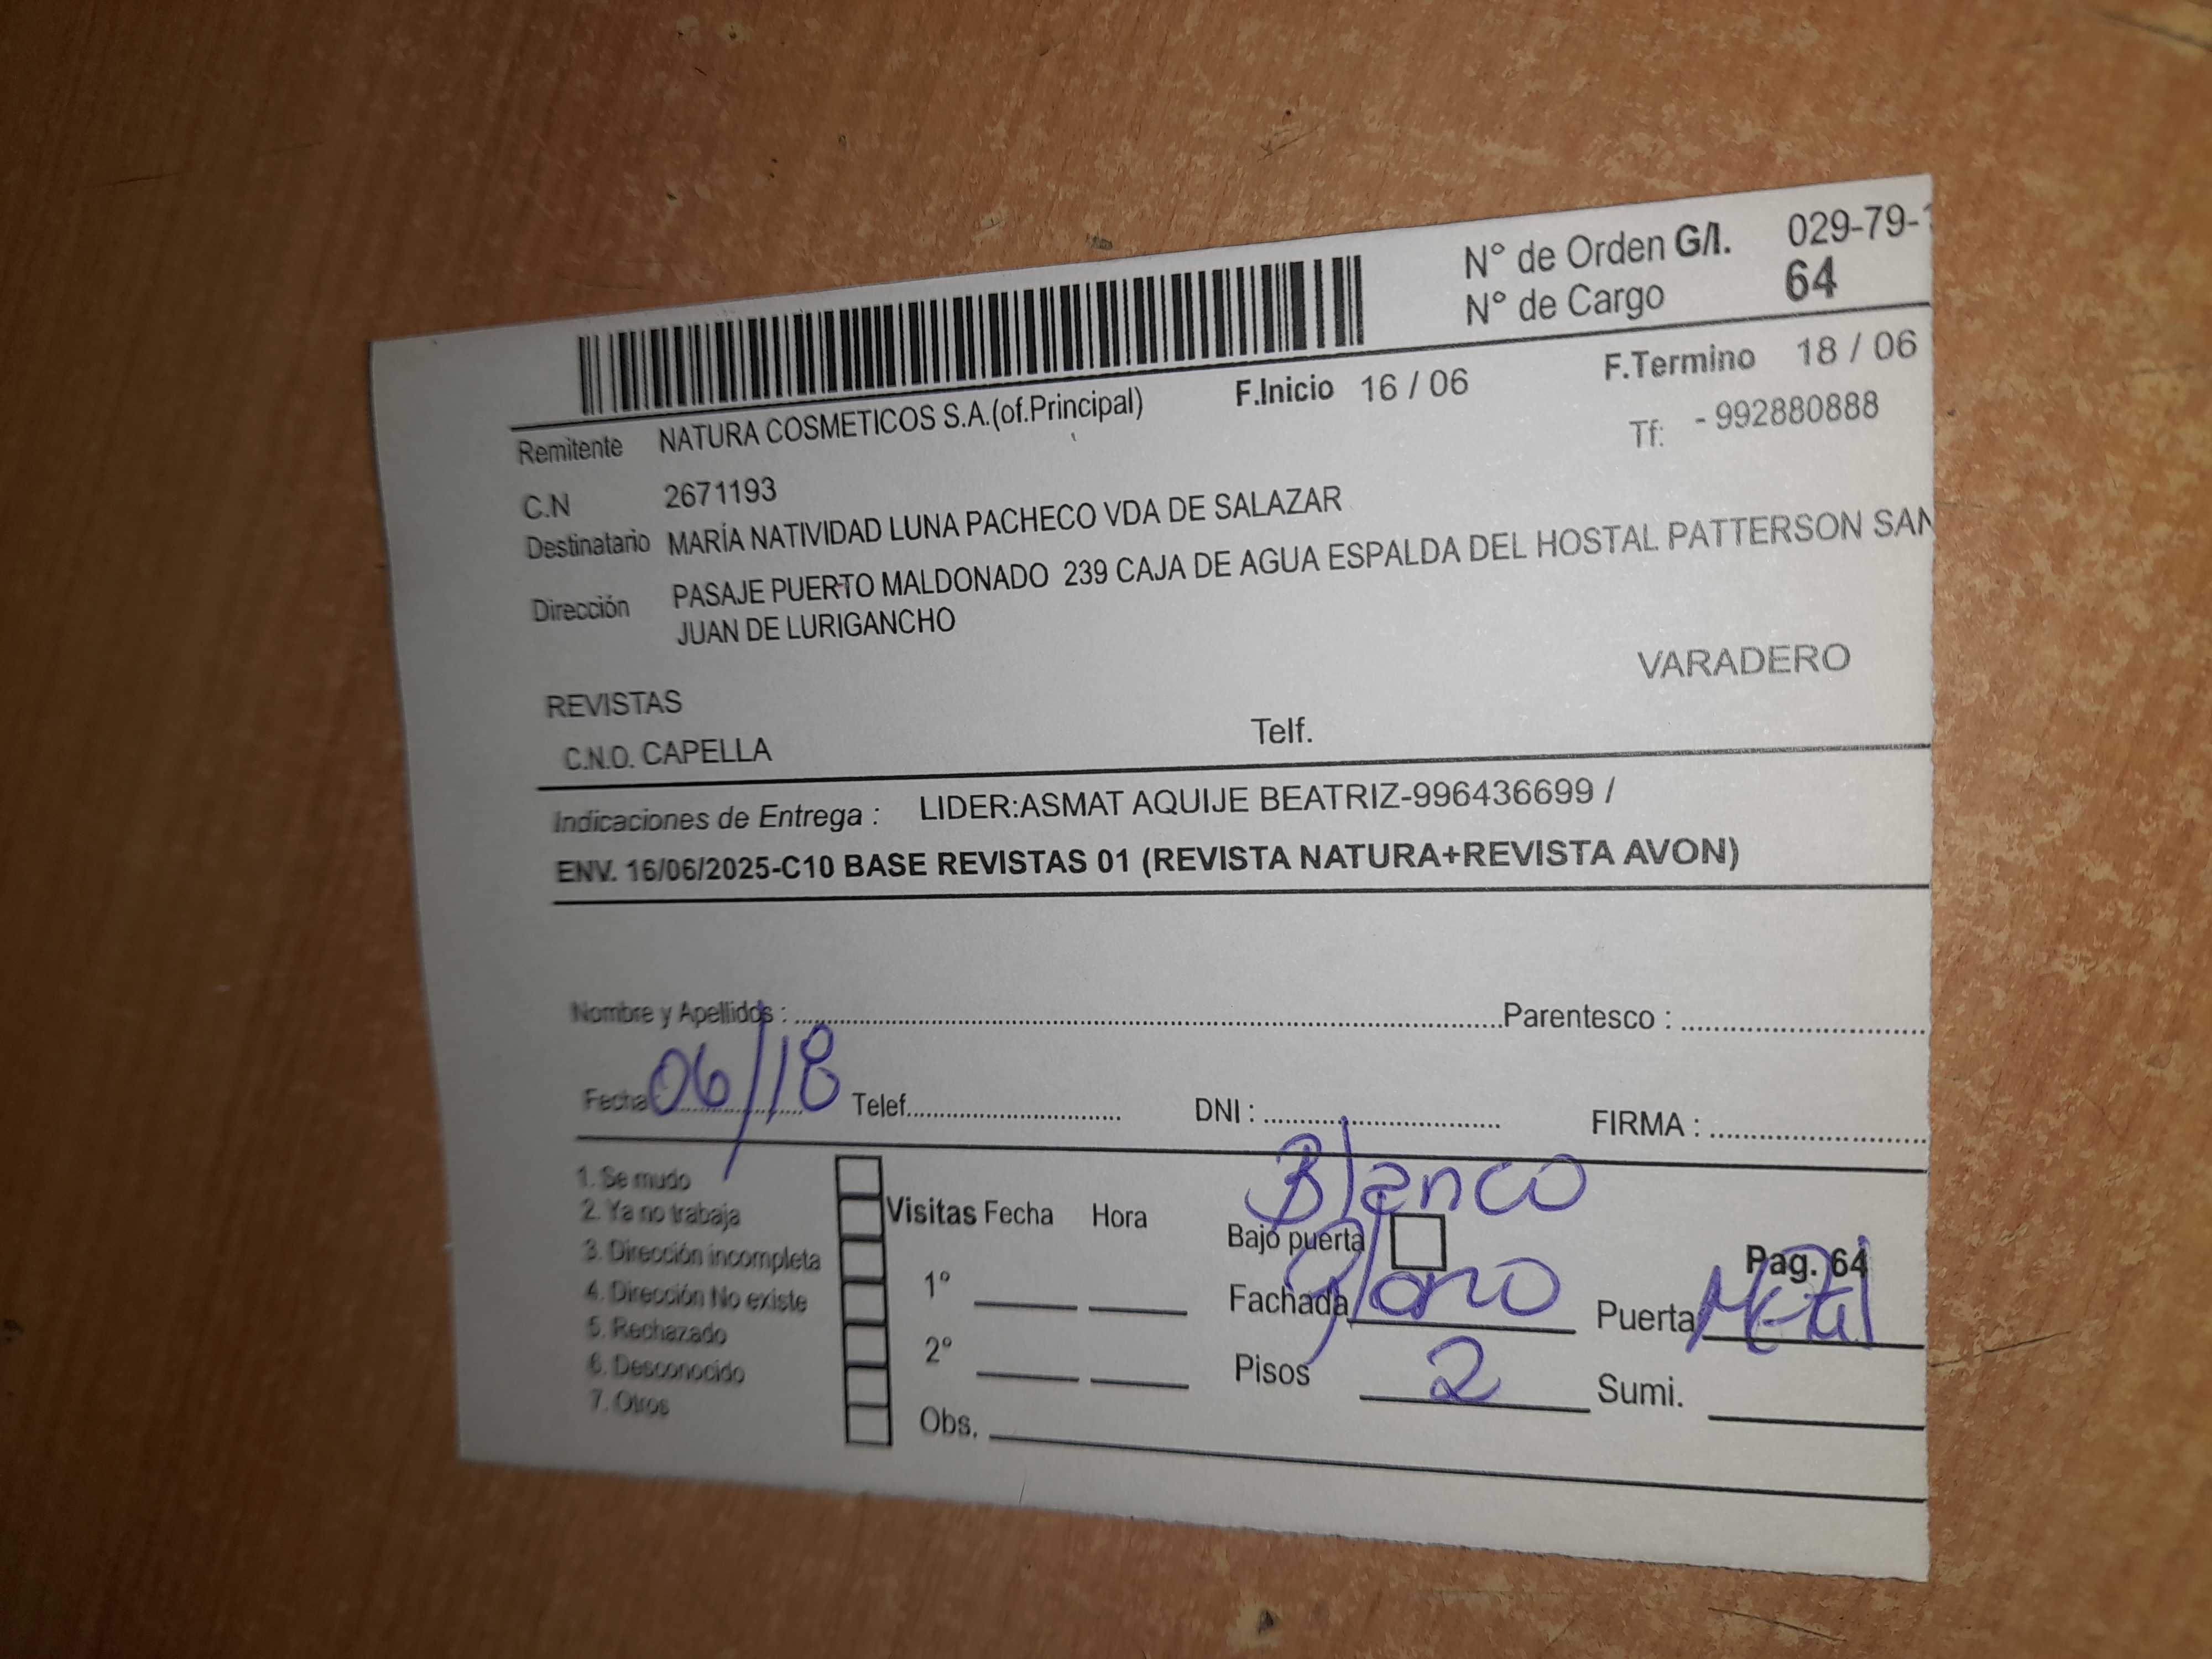 Nº de Orden G/I. 029-79-
Nº de Cargo 64
F.Inicio 16 / 06 F.Termino 18 / 06
Remitente NATURA COSMETICOS S.A.(of.Principal) Tf: - 992880888
C.N 2671193
Destinatario MARÍA NATIVIDAD LUNA PACHECO VDA DE SALAZAR
Dirección PASAJE PUERTO MALDONADO 239 CAJA DE AGUA ESPALDA DEL HOSTAL PATTERSON SAN
JUAN DE LURIGANCHO
VARADERO
REVISTAS
C.N.O. CAPELLA Telf.
Indicaciones de Entrega : LIDER:ASMAT AQUIJE BEATRIZ-996436699 /
ENV. 16/06/2025-C10 BASE REVISTAS 01 (REVISTA NATURA+REVISTA AVON)
Nombre y Apellidos : Parentesco :
Fecha 06/18 Telef. DNI : FIRMA :
1. Se mudo
2. Ya no trabaja
3. Dirección incompleta
4. Dirección No existe
5. Rechazado
6. Desconocido
7. Otros
Visitas Fecha Hora
1º
2º
Obs.
Blanco
Bajo puerta
Pag. 64
Fachada Puerta Metal
Pisos 2 Sumi.